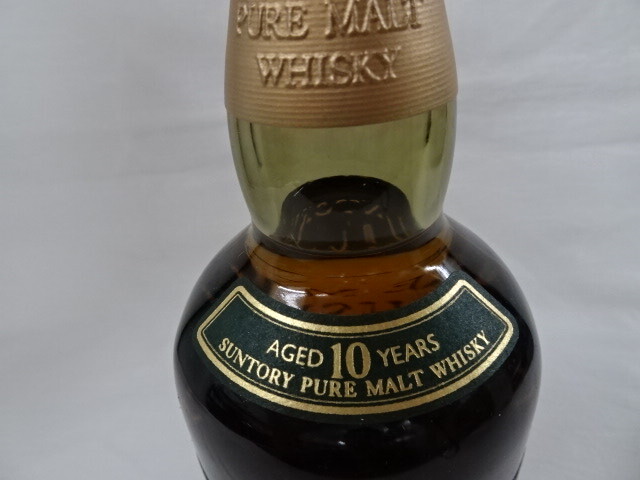 PURE MALT
WHISKY
AGED 10 YEARS
SUNTORY PURE MALT WHISKY